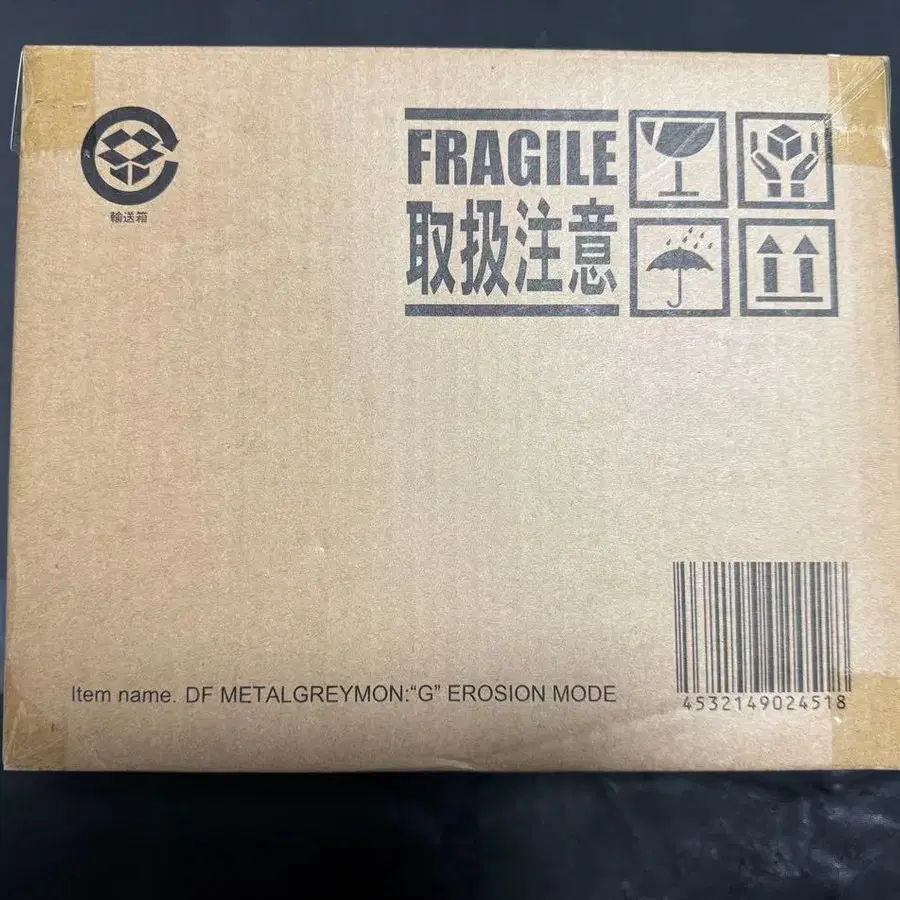 輸送箱
FRAGILE
取扱注意
Item name. DF METALGREYMON:“G” EROSION MODE
4532149024518